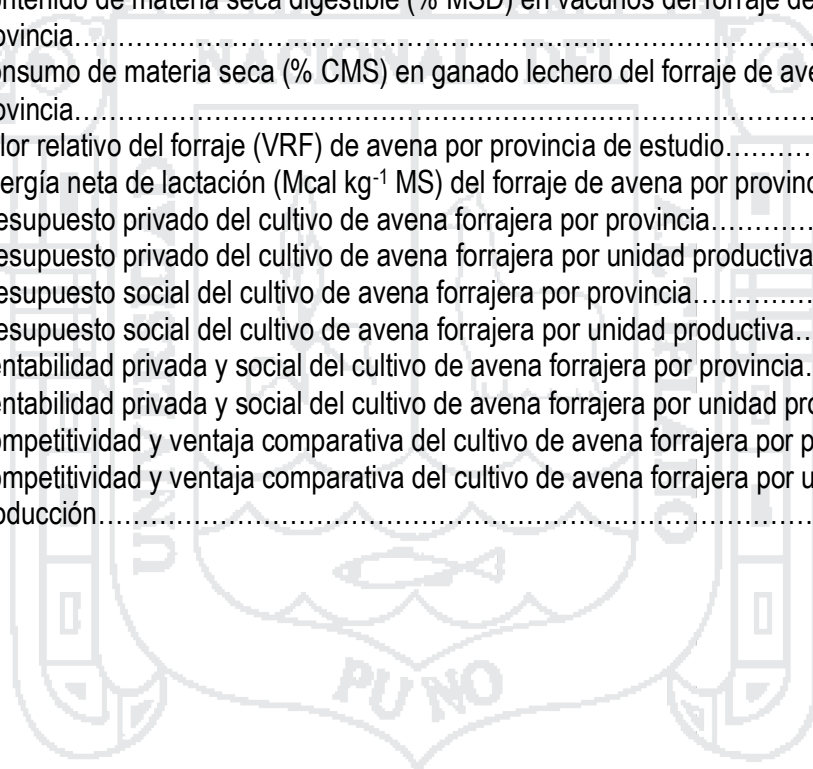 ontenido de materia seca digestible (% MSD) en vacunos del forraje de
ovincia……………………………………………………………………
onsumo de materia seca (% CMS) en ganado lechero del forraje de ave
ovincia……………………………………………………………………
lor relativo del forraje (VRF) de avena por provincia de estudio…………
ergía neta de lactación (Mcal kg-1 MS) del forraje de avena por provinc
esupuesto privado del cultivo de avena forrajera por provincia…………
esupuesto privado del cultivo de avena forrajera por unidad productiva
esupuesto social del cultivo de avena forrajera por provincia…………
esupuesto social del cultivo de avena forrajera por unidad productiva…
entabilidad privada y social del cultivo de avena forrajera por provincia.
entabilidad privada y social del cultivo de avena forrajera por unidad pro
ompetitividad y ventaja comparativa del cultivo de avena forrajera por p
ompetitividad y ventaja comparativa del cultivo de avena forrajera por u
oducción……………………………………………………………………
NACIONAL DEL
UNIVERSIDAD
ALTIPLANO
PUNO